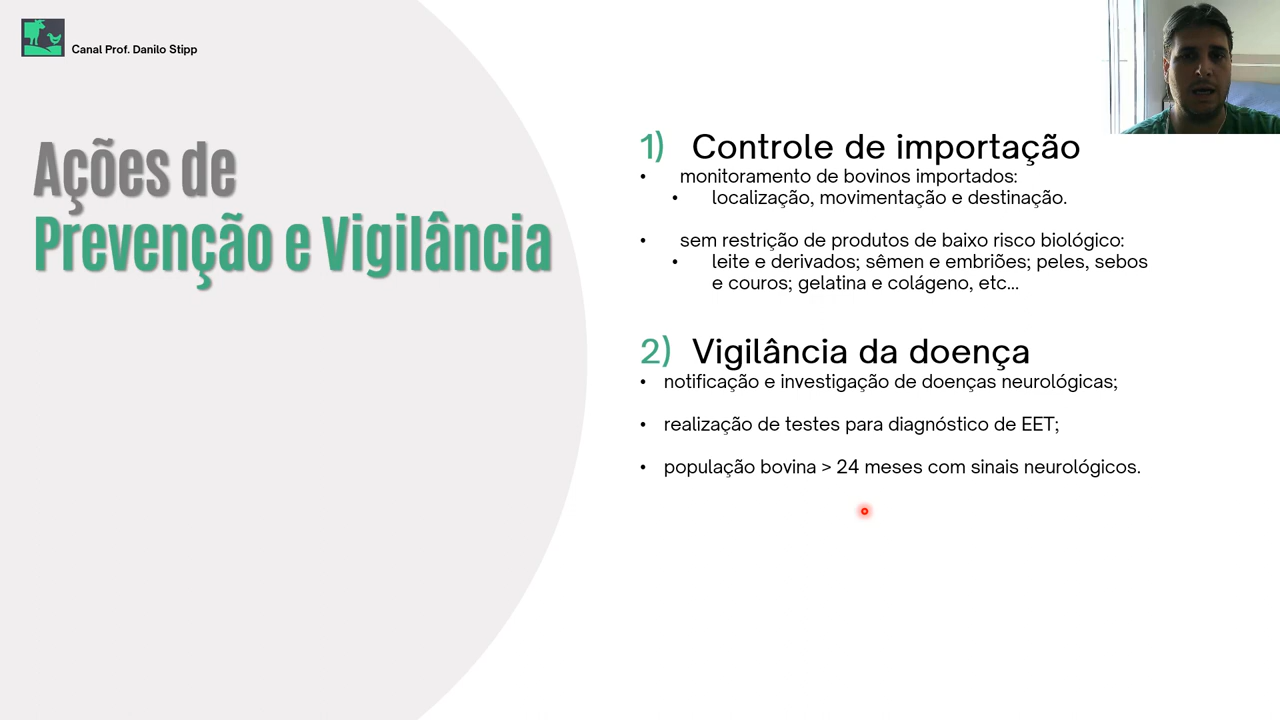 Canal Prof. Danilo Stipp
Ações de
Prevenção e Vigilância
1) Controle de importação
• monitoramento de bovinos importados:
• localização, movimentação e destinação.
• sem restrição de produtos de baixo risco biológico:
• leite e derivados; sêmen e embriões; peles, sebos
e couros; gelatina e colágeno, etc...
2) Vigilância da doença
• notificação e investigação de doenças neurológicas;
• realização de testes para diagnóstico de EET;
• população bovina > 24 meses com sinais neurológicos.